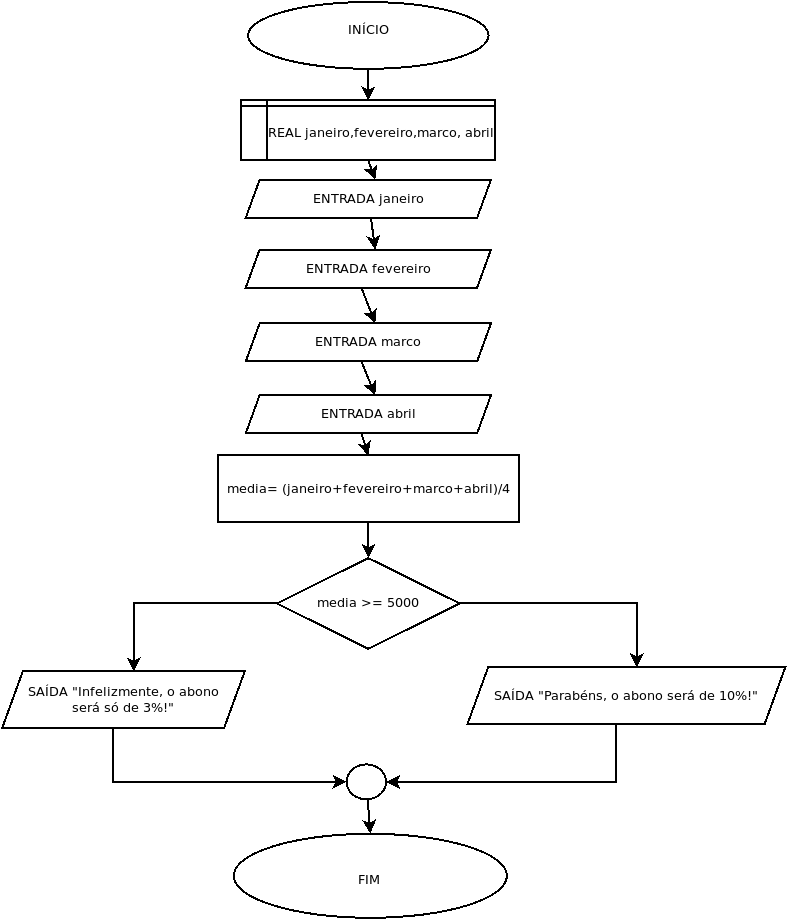 INÍCIO
REAL janeiro,fevereiro,marco, abril
ENTRADA janeiro
ENTRADA fevereiro
ENTRADA marco
ENTRADA abril
media= (janeiro+fevereiro+marco+abril)/4
media >= 5000
SAÍDA "Infelizmente, o abono
será só de 3%!"
SAÍDA "Parabéns, o abono será de 10%!"
FIM